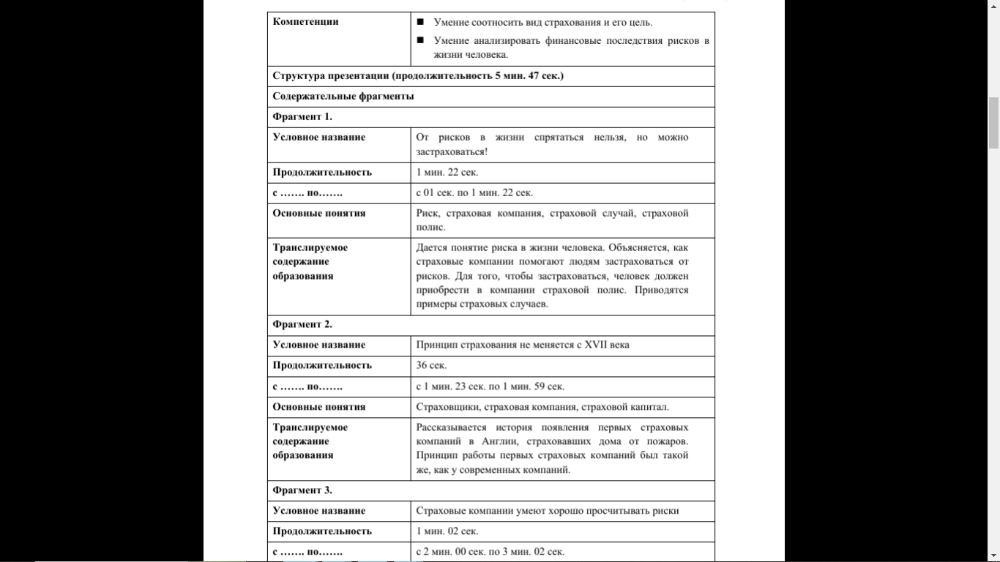 Компетенции
■ Умение соотносить вид страхования и его цель.
■ Умение анализировать финансовые последствия рисков в
жизни человека.
Структура презентации (продолжительность 5 мин. 47 сек.)
Содержательные фрагменты
Фрагмент 1.
Условное название
От рисков в жизни спрятаться нельзя, но можно
застраховаться!
Продолжительность
1 мин. 22 сек.
с ……. по…….
с 01 сек. по 1 мин. 22 сек.
Основные понятия
Риск, страховая компания, страховой случай, страховой
полис.
Транслируемое
содержание
образования
Дается понятие риска в жизни человека. Объясняется, как
страховые компании помогают людям застраховаться от
рисков. Для того, чтобы застраховаться, человек должен
приобрести в компании страховой полис. Приводятся
примеры страховых случаев.
Фрагмент 2.
Условное название
Принцип страхования не меняется с XVII века
Продолжительность
36 сек.
с ……. по…….
с 1 мин. 23 сек. по 1 мин. 59 сек.
Основные понятия
Страховщики, страховая компания, страховой капитал.
Транслируемое
содержание
образования
Рассказывается история появления первых страховых
компаний в Англии, страховавших дома от пожаров.
Принцип работы первых страховых компаний был такой
же, как у современных компаний.
Фрагмент 3.
Условное название
Страховые компании умеют хорошо просчитывать риски
Продолжительность
1 мин. 02 сек.
с ……. по…….
с 2 мин. 00 сек. по 3 мин. 02 сек.